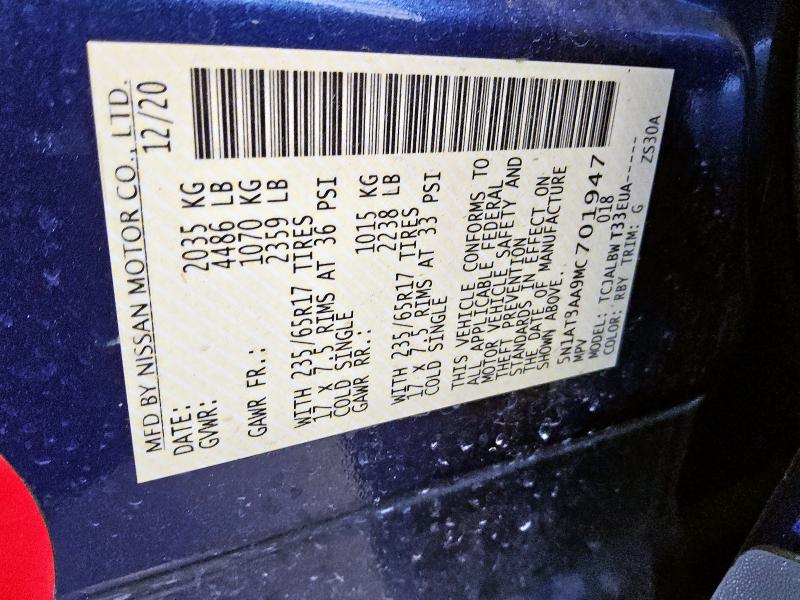 MFD BY NISSAN MOTOR CO., LTD.
DATE: 12/20
GVWR: 2035 KG
4486 LB
GAWR FR.: 1070 KG
2359 LB
WITH 235/65R17 TIRES
17 X 7.5 RIMS AT 36 PSI
COLD SINGLE
GAWR RR.: 1015 KG
2238 LB
WITH 235/65R17 TIRES
17 X 7.5 RIMS AT 33 PSI
COLD SINGLE
THIS VEHICLE CONFORMS TO
ALL APPLICABLE FEDERAL
MOTOR VEHICLE SAFETY AND
THEFT PREVENTION
STANDARDS IN EFFECT ON
THE DATE OF MANUFACTURE
SHOWN ABOVE.
5N1AT3AA9MC701947
MPV 018
MODEL: TCJALBWT33EUA------
COLOR: RBY TRIM: G ZS30A